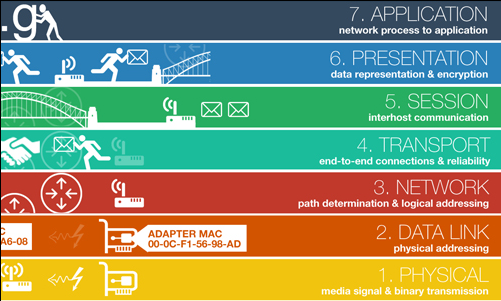 .g
7. APPLICATION
network process to application
6. PRESENTATION
data representation & encryption
5. SESSION
interhost communication
4. TRANSPORT
end-to-end connections & reliability
3. NETWORK
path determination & logical addressing
C
A6-08
ADAPTER MAC
00-0C-F1-56-98-AD
2. DATA LINK
physical addressing
1. PHYSICAL
media signal & binary transmission